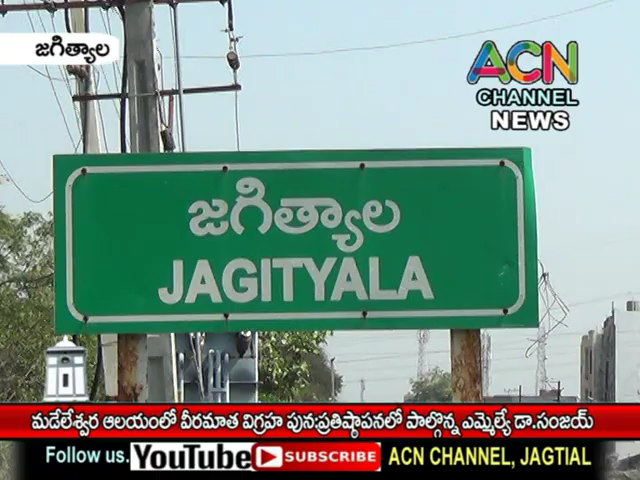 జగిత్యాల
ACN
CHANNEL
NEWS
జగిత్యాల
JAGITYALA
మడేలేశ్వర ఆలయంలో వీరమాత విగ్రహ పున:ప్రతిష్ఠాపనలో పాల్గొన్న ఎమ్మెల్యే డా.సంజయ్
Follow us. YouTube SUBSCRIBE ACN CHANNEL, JAGTIAL